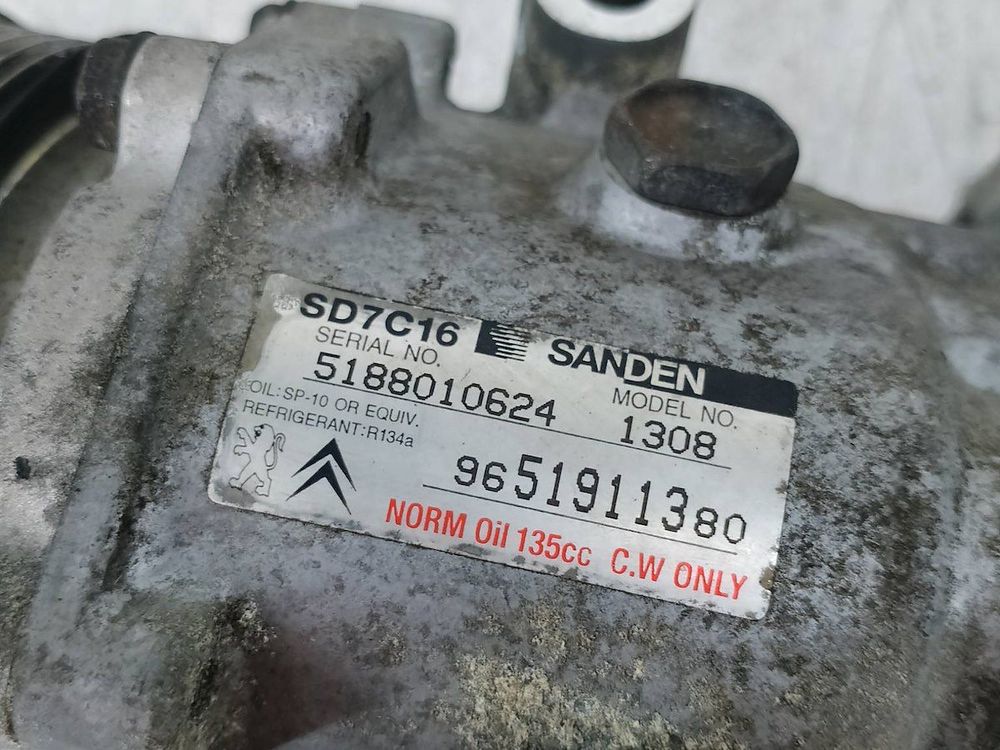 SD7C16 SANDEN
SERIAL NO. MODEL NO.
5188010624 1308
OIL:SP-10 OR EQUIV.
REFRIGERANT:R134a
9651911380
NORM Oil 135cc C.W ONLY